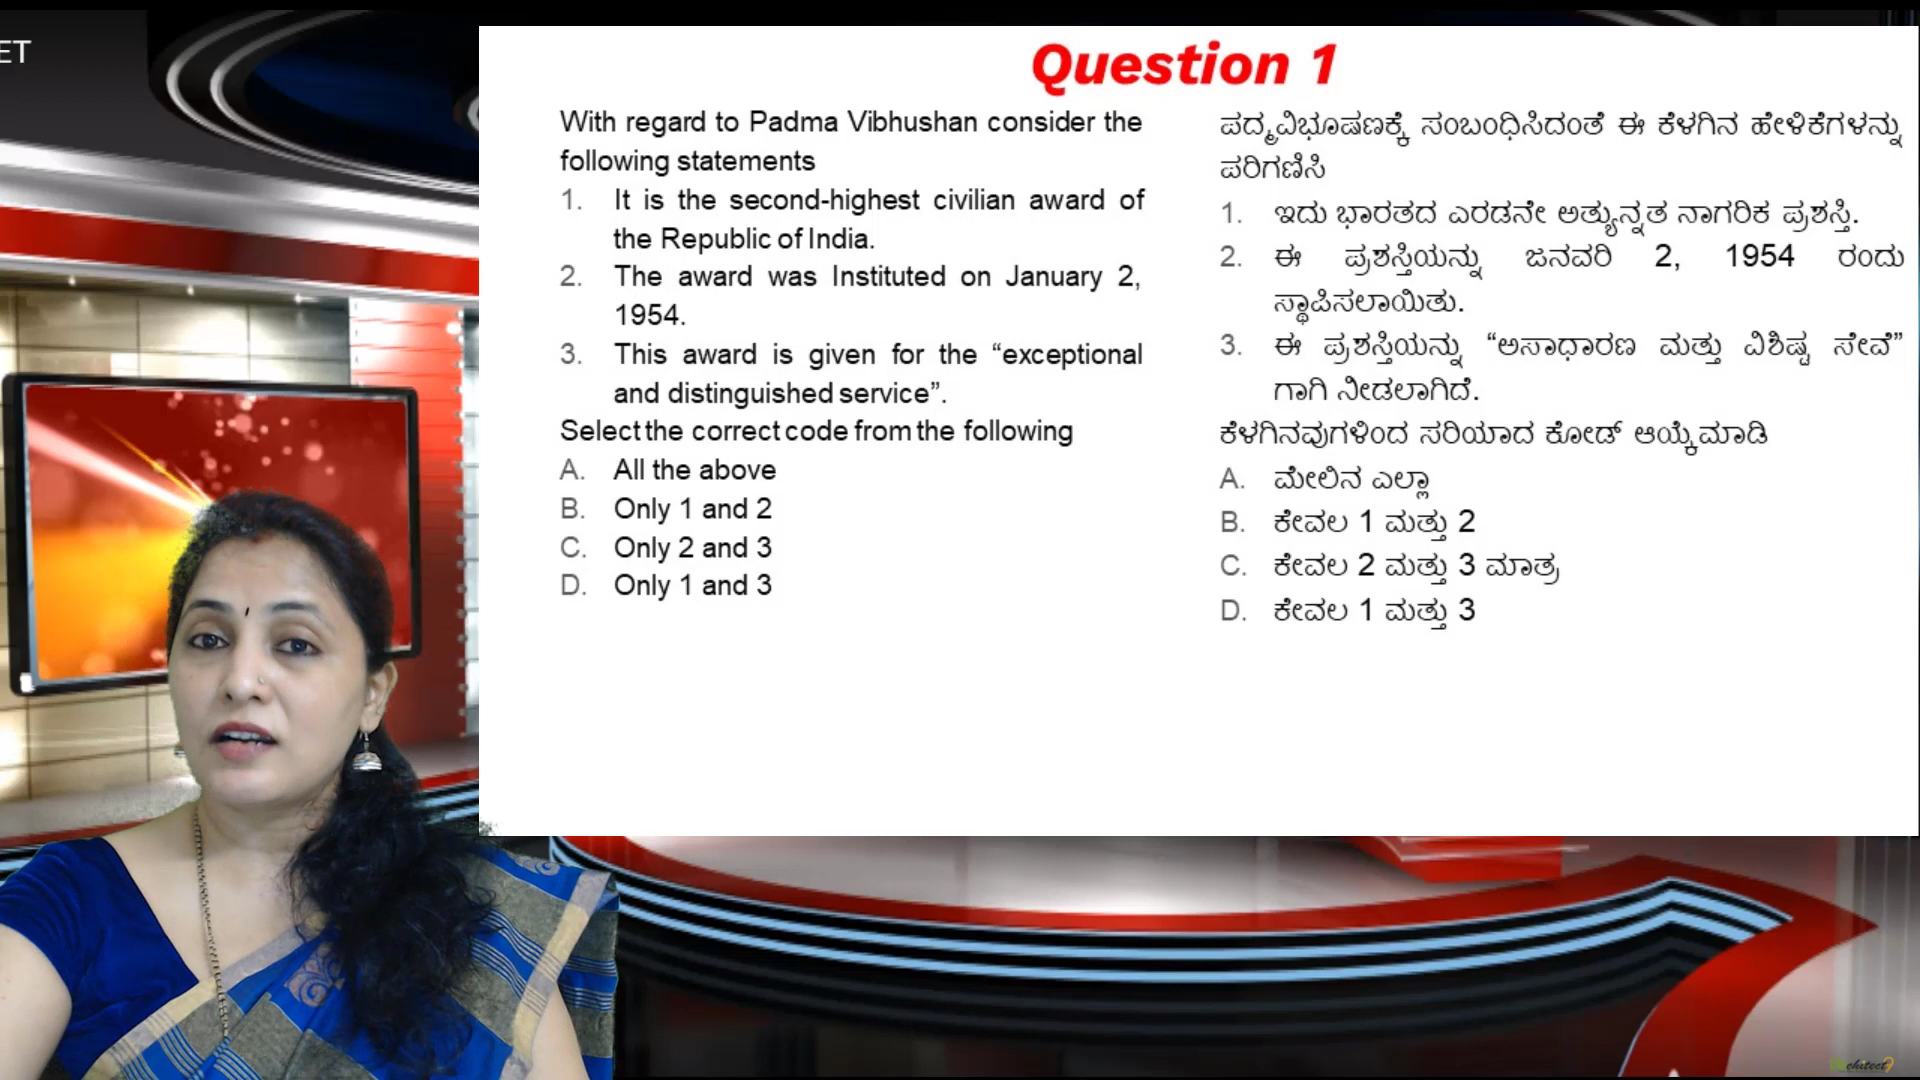 ET
Question 1
With regard to Padma Vibhushan consider the
following statements
1. It is the second-highest civilian award of
the Republic of India.
2. The award was Instituted on January 2,
1954.
3. This award is given for the “exceptional
and distinguished service”.
Select the correct code from the following
A. All the above
B. Only 1 and 2
C. Only 2 and 3
D. Only 1 and 3
ಪದ್ಮವಿಭೂಷಣಕ್ಕೆ ಸಂಬಂಧಿಸಿದಂತೆ ಈ ಕೆಳಗಿನ ಹೇಳಿಕೆಗಳನ್ನು
ಪರಿಗಣಿಸಿ
1. ಇದು ಭಾರತದ ಎರಡನೇ ಅತ್ಯುನ್ನತ ನಾಗರಿಕ ಪ್ರಶಸ್ತಿ.
2. ಈ ಪ್ರಶಸ್ತಿಯನ್ನು ಜನವರಿ 2, 1954 ರಂದು
ಸ್ಥಾಪಿಸಲಾಯಿತು.
3. ಈ ಪ್ರಶಸ್ತಿಯನ್ನು “ಅಸಾಧಾರಣ ಮತ್ತು ವಿಶಿಷ್ಟ ಸೇವೆ”
ಗಾಗಿ ನೀಡಲಾಗಿದೆ.
ಕೆಳಗಿನವುಗಳಿಂದ ಸರಿಯಾದ ಕೋಡ್ ಆಯ್ಕೆಮಾಡಿ
A. ಮೇಲಿನ ಎಲ್ಲಾ
B. ಕೇವಲ 1 ಮತ್ತು 2
C. ಕೇವಲ 2 ಮತ್ತು 3 ಮಾತ್ರ
D. ಕೇವಲ 1 ಮತ್ತು 3